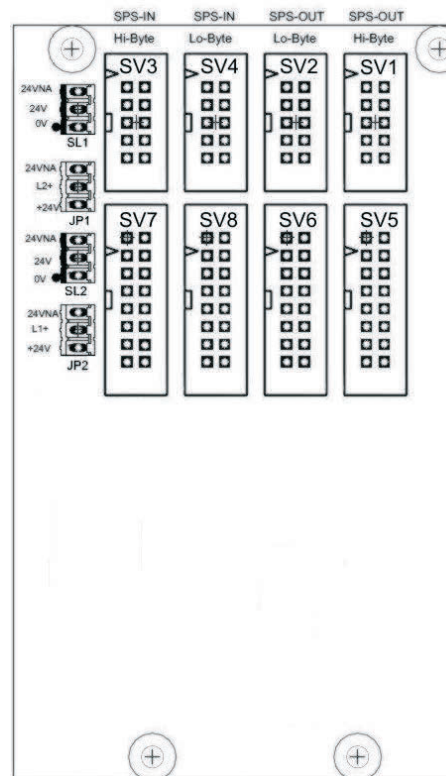 SPS-IN SPS-IN SPS-OUT SPS-OUT
Hi-Byte Lo-Byte Lo-Byte Hi-Byte
SV3 SV4 SV2 SV1
24VNA
24V
0V
SL1
24VNA
L2+
+24V
JP1
SV7 SV8 SV6 SV5
24VNA
24V
0V
SL2
24VNA
L1+
+24V
JP2